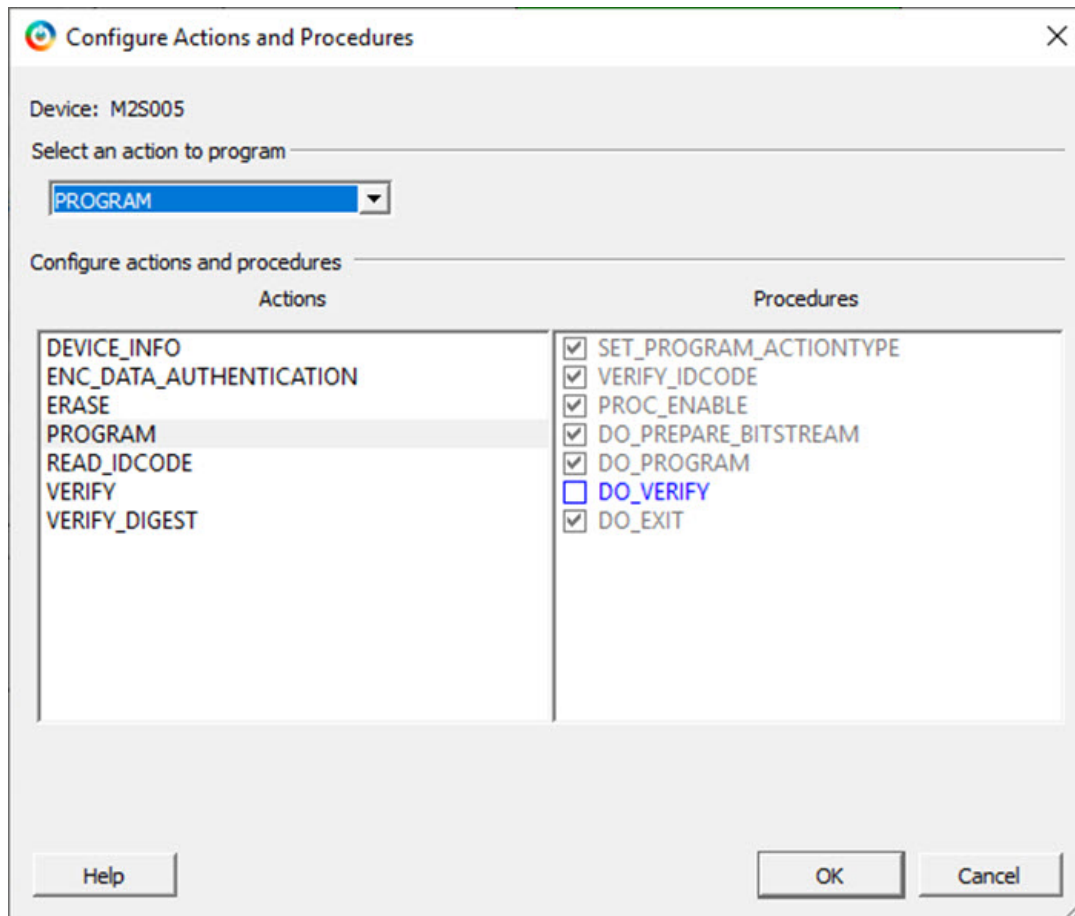 Configure Actions and Procedures
Device: M2S005
Select an action to program
PROGRAM
Configure actions and procedures
Actions
Procedures
DEVICE_INFO
ENC_DATA_AUTHENTICATION
ERASE
PROGRAM
READ_IDCODE
VERIFY
VERIFY_DIGEST
SET_PROGRAM_ACTIONTYPE
VERIFY_IDCODE
PROC_ENABLE
DO_PREPARE_BITSTREAM
DO_PROGRAM
DO_VERIFY
DO_EXIT
Help
OK
Cancel